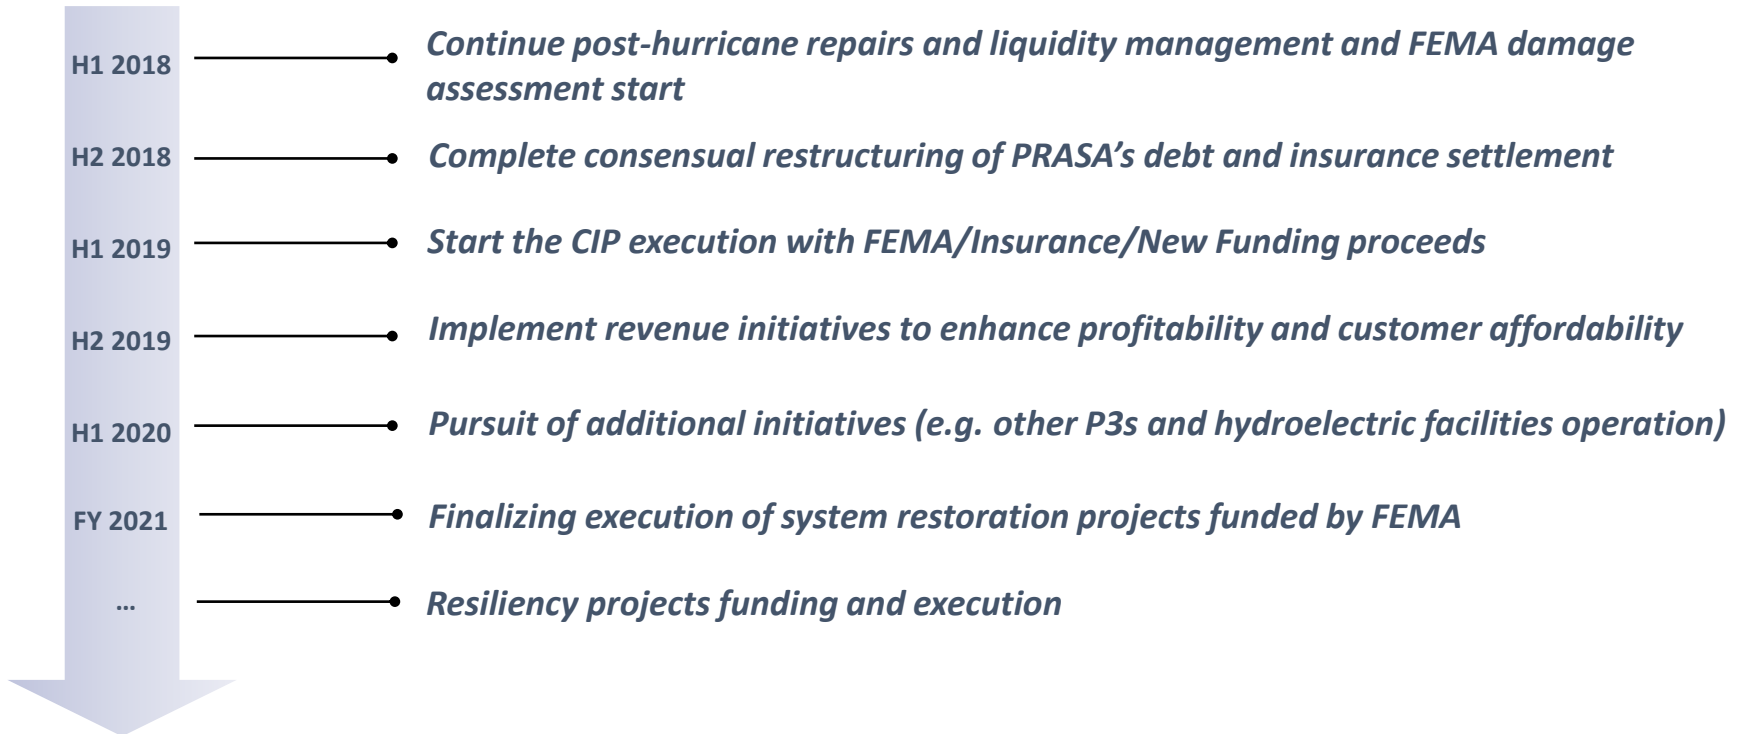 H1 2018
Continue post-hurricane repairs and liquidity management and FEMA damage
assessment start
H2 2018
Complete consensual restructuring of PRASA’s debt and insurance settlement
H1 2019
Start the CIP execution with FEMA/Insurance/New Funding proceeds
H2 2019
Implement revenue initiatives to enhance profitability and customer affordability
H1 2020
Pursuit of additional initiatives (e.g. other P3s and hydroelectric facilities operation)
FY 2021
Finalizing execution of system restoration projects funded by FEMA
…
Resiliency projects funding and execution